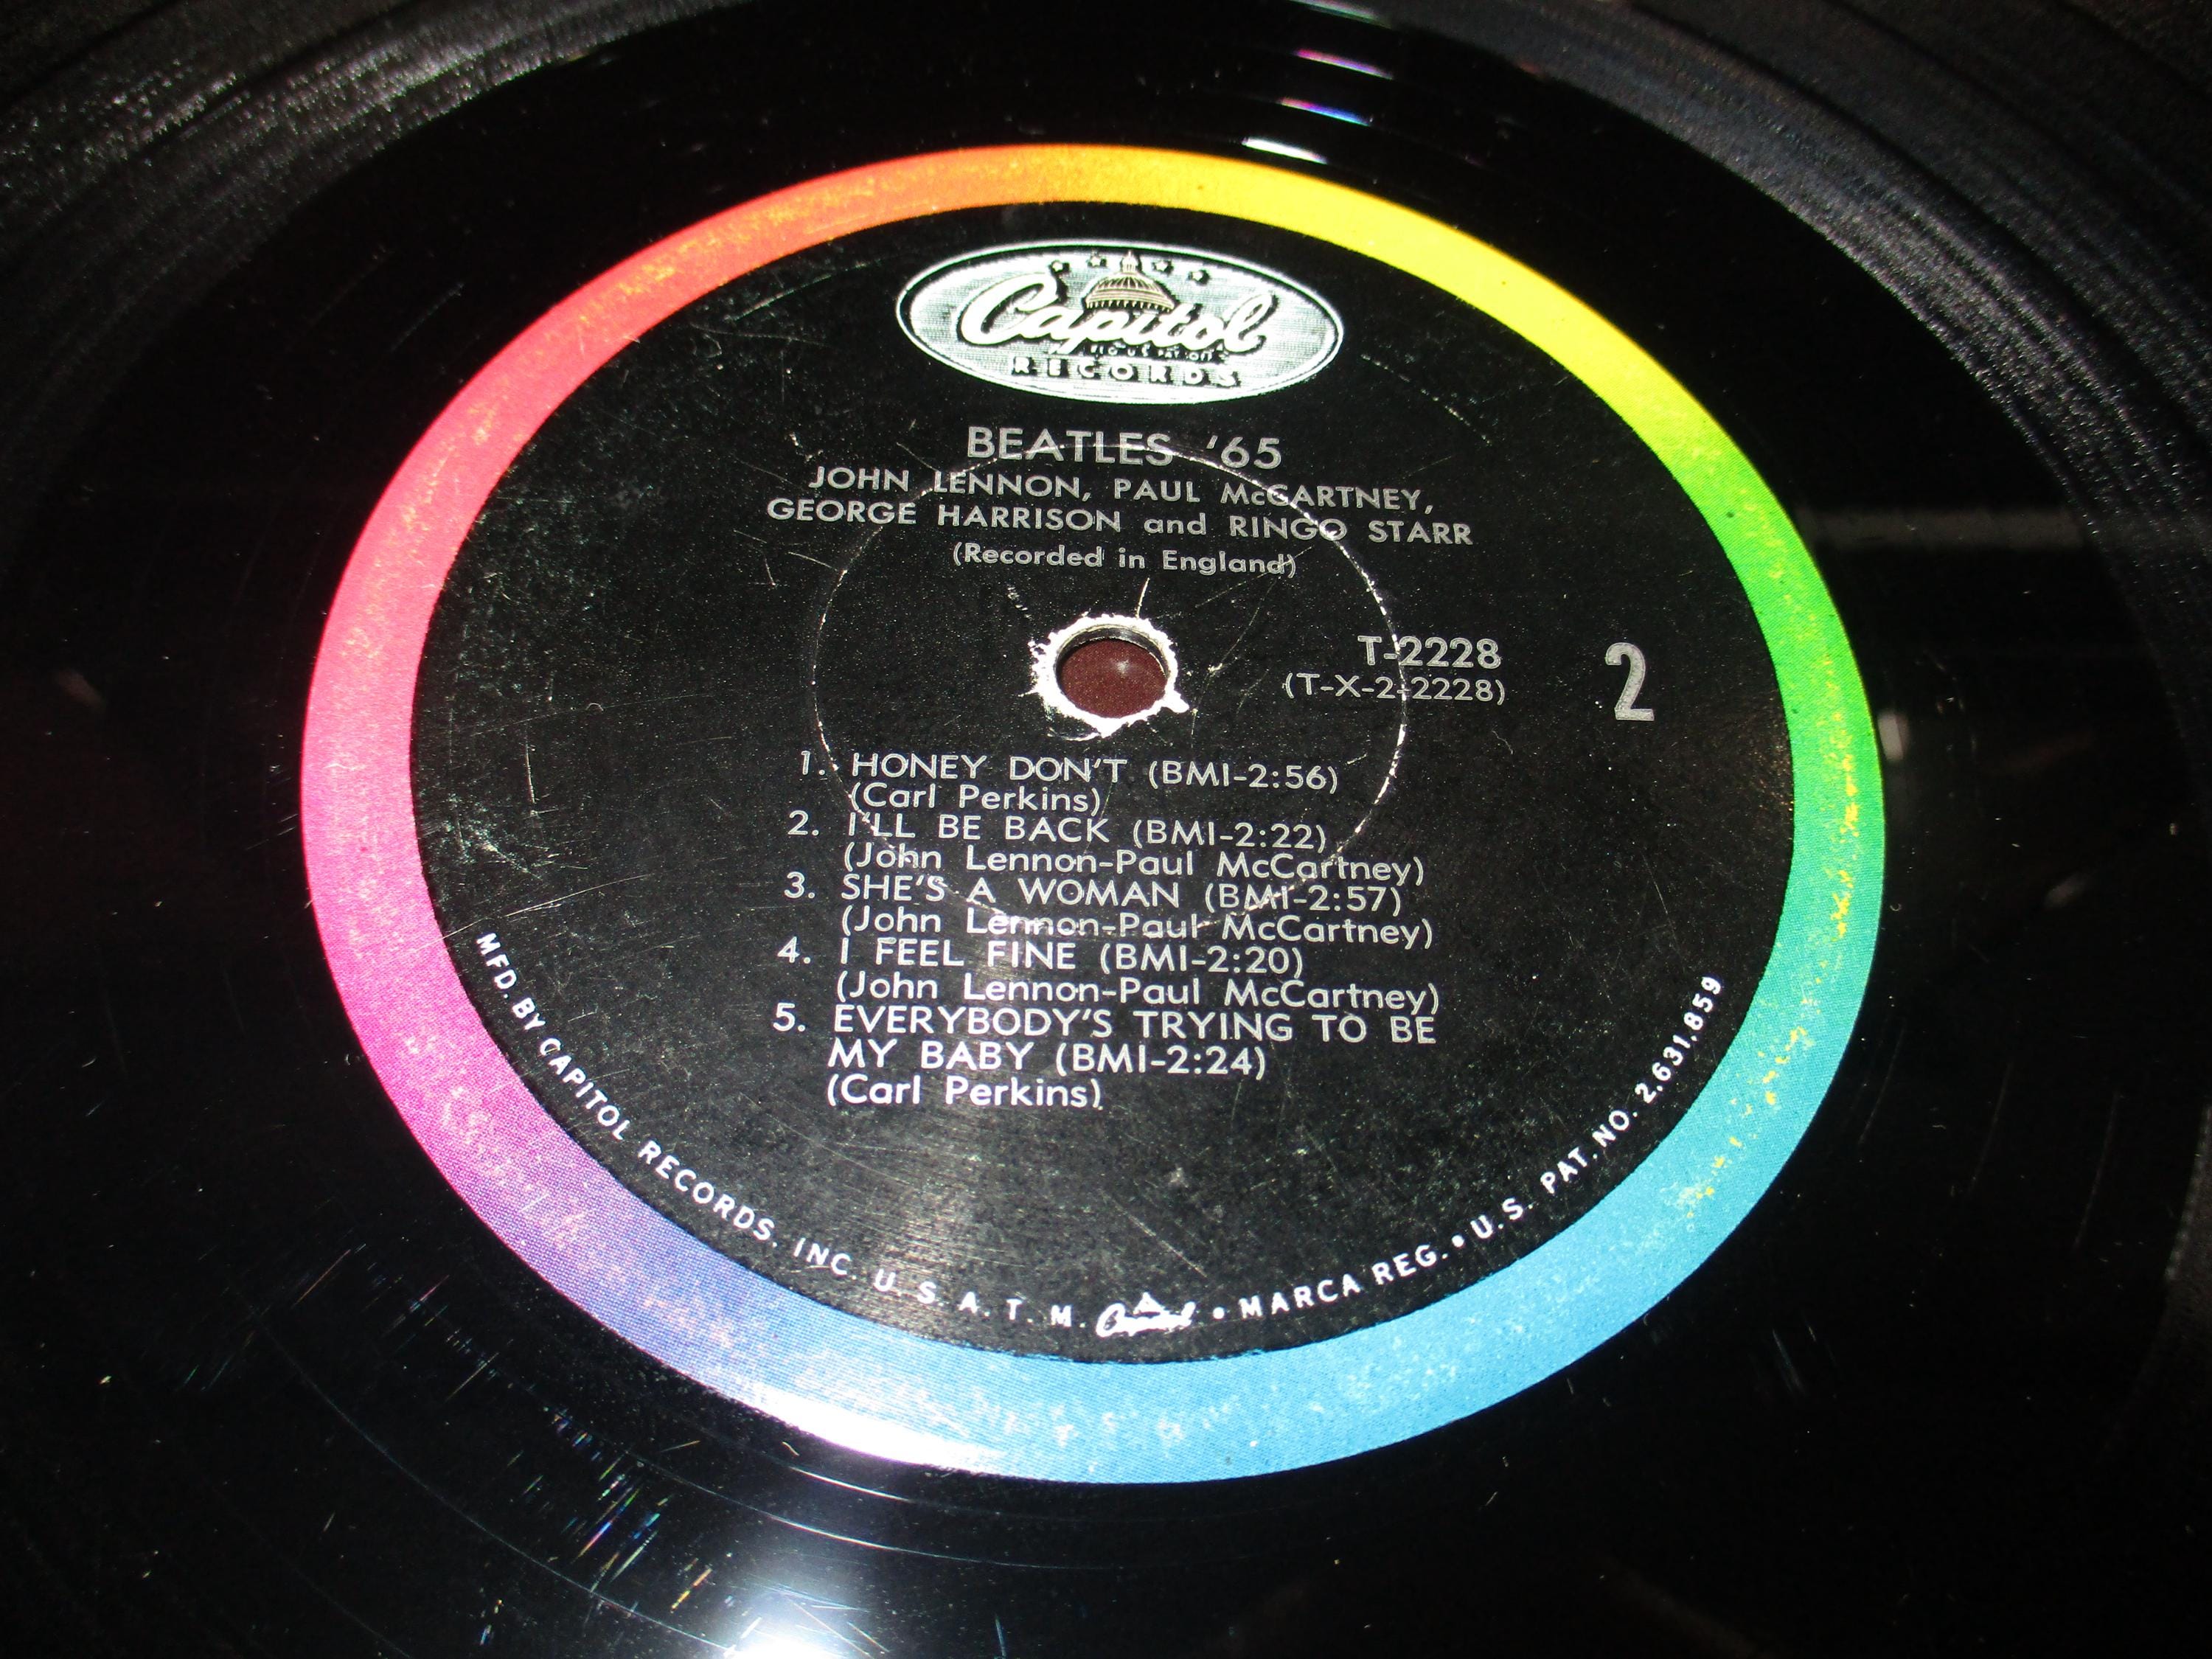 Capitol
RECORDS
BEATLES '65
JOHN LENNON, PAUL McCARTNEY,
GEORGE HARRISON and RINGO STARR
(Recorded in England)
T-2228
(T-X-2-2228)
2
1. HONEY DON'T (BMI-2:56)
(Carl Perkins)
2. I'LL BE BACK (BMI-2:22)
(John Lennon-Paul McCartney)
3. SHE'S A WOMAN (BMI-2:57)
(John Lennon-Paul McCartney)
4. I FEEL FINE (BMI-2:20)
(John Lennon-Paul McCartney)
5. EVERYBODY'S TRYING TO BE
MY BABY (BMI-2:24)
(Carl Perkins)
MFD. BY CAPITOL RECORDS, INC. U. S. A. T. M. Capitol • MARCA REG. • U.S. PAT. NO. 2,631,859